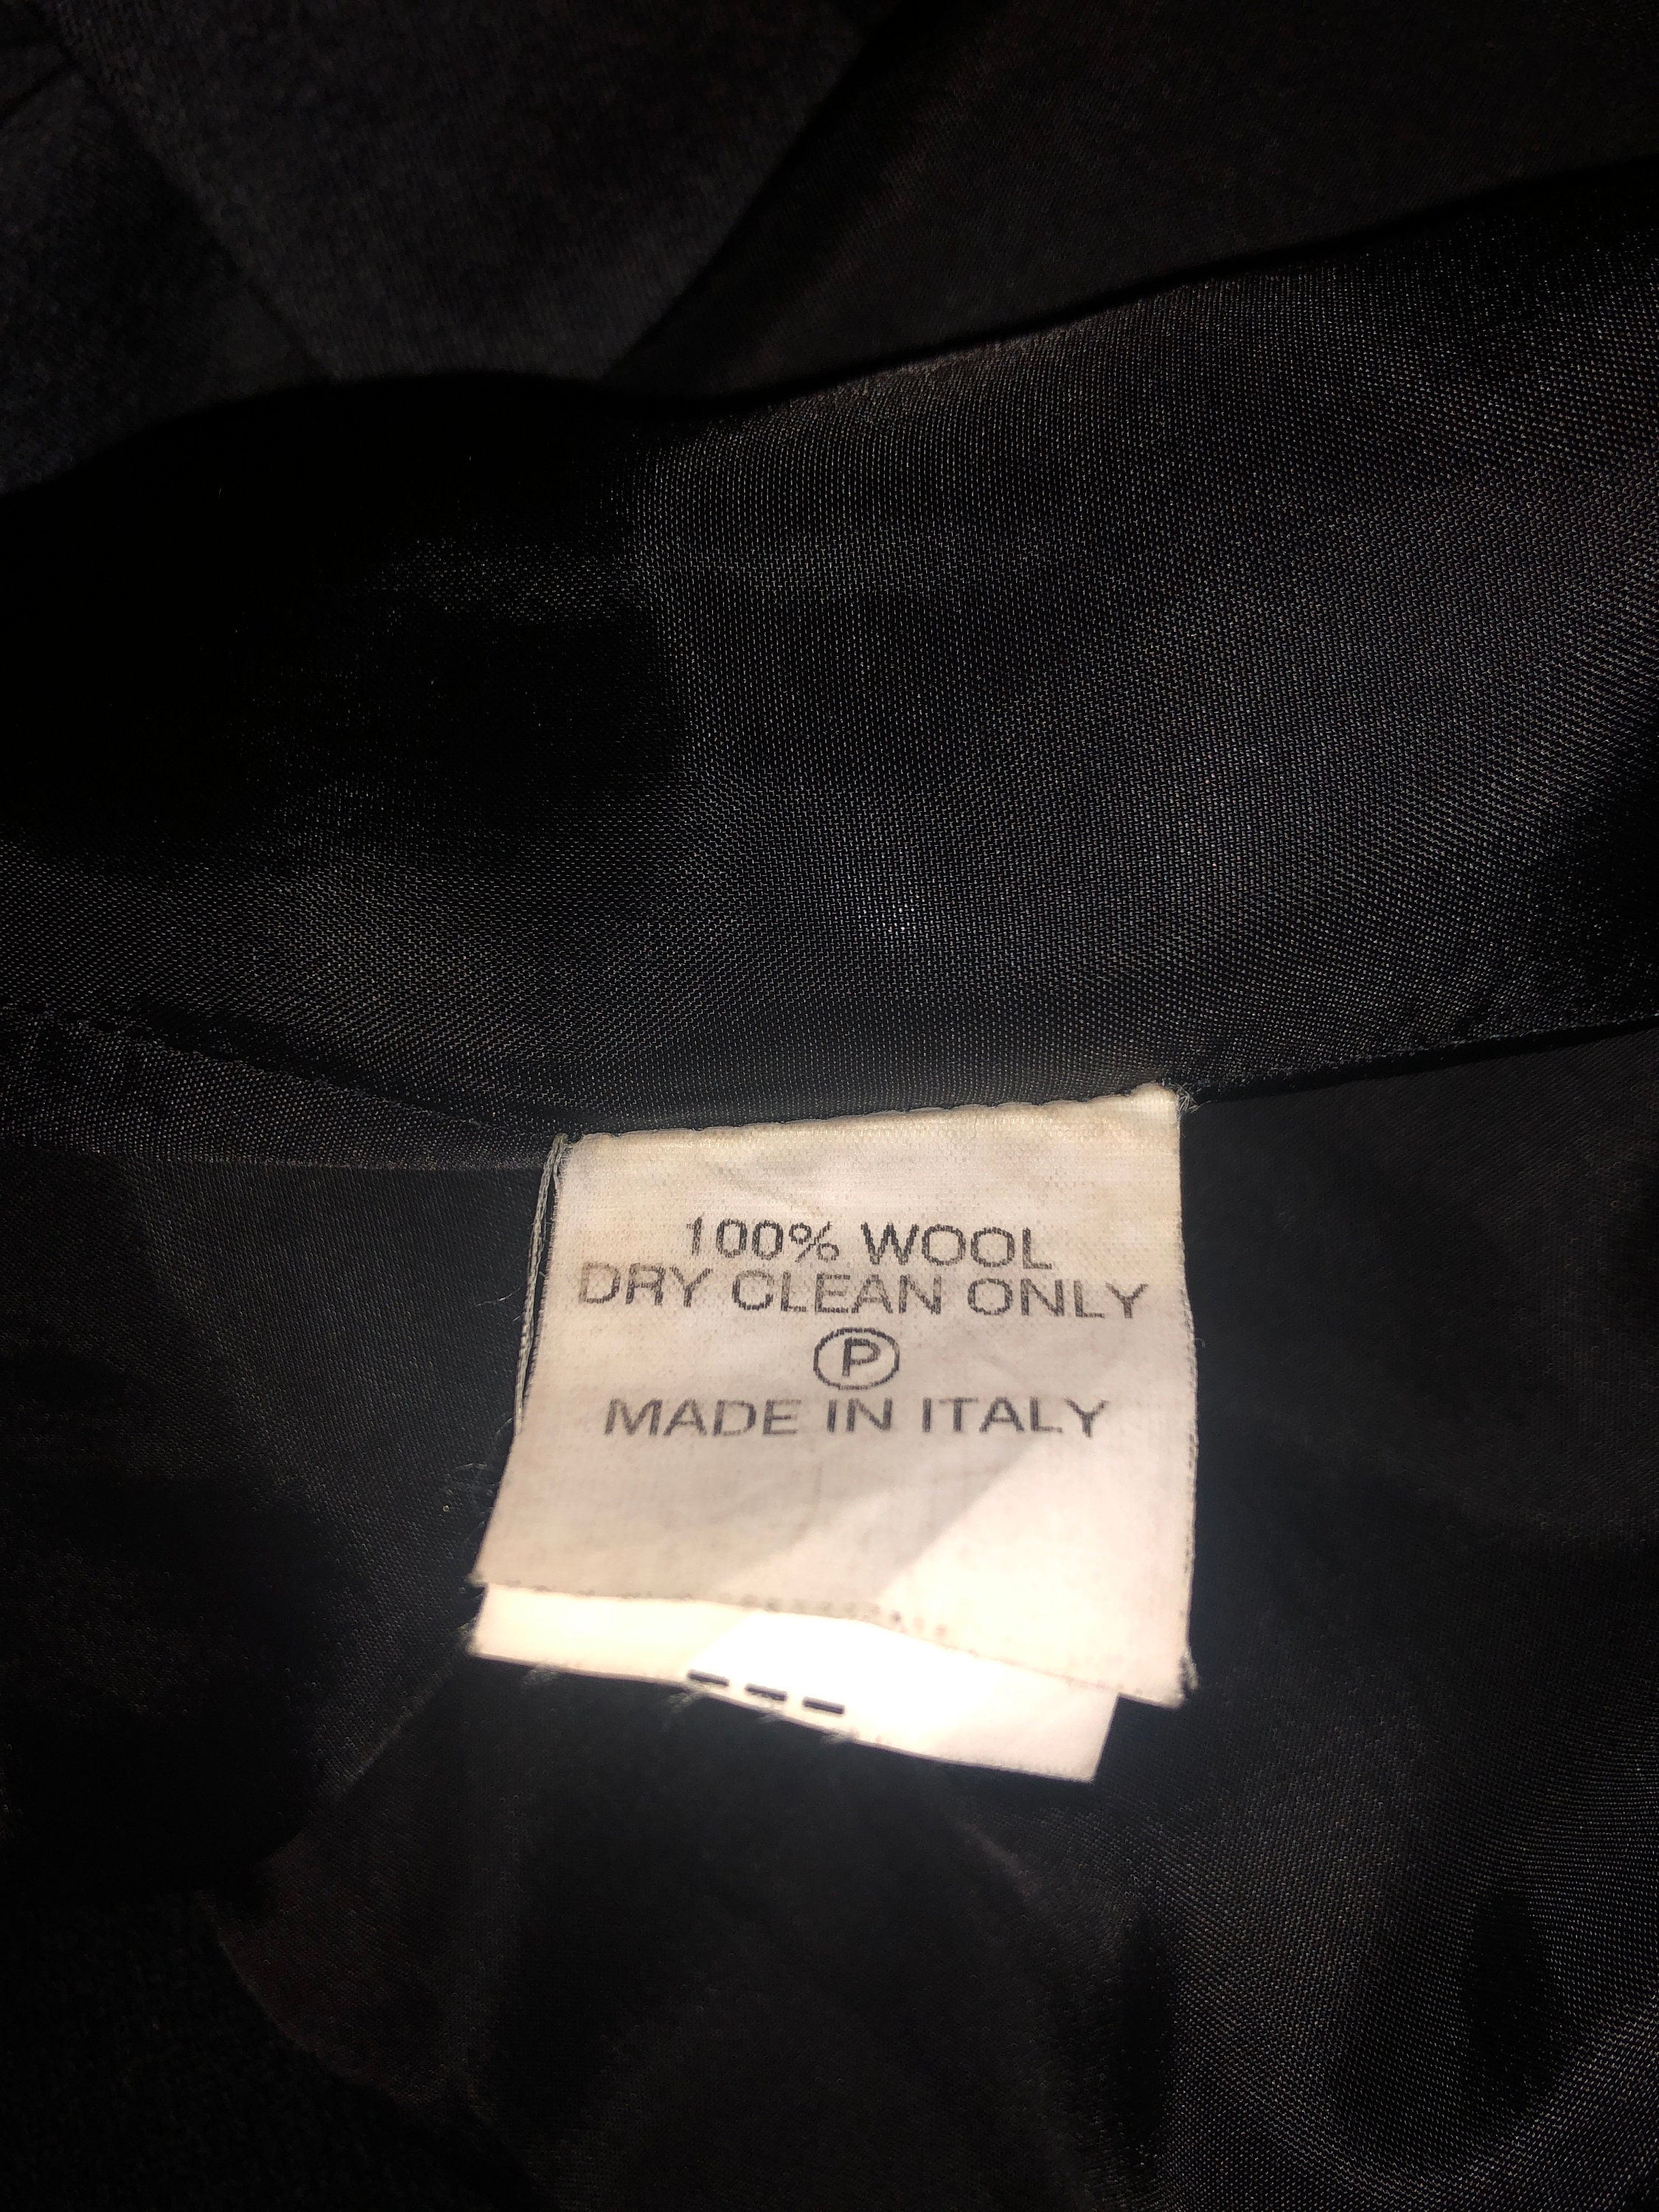 100% WOOL
DRY CLEAN ONLY
P
MADE IN ITALY